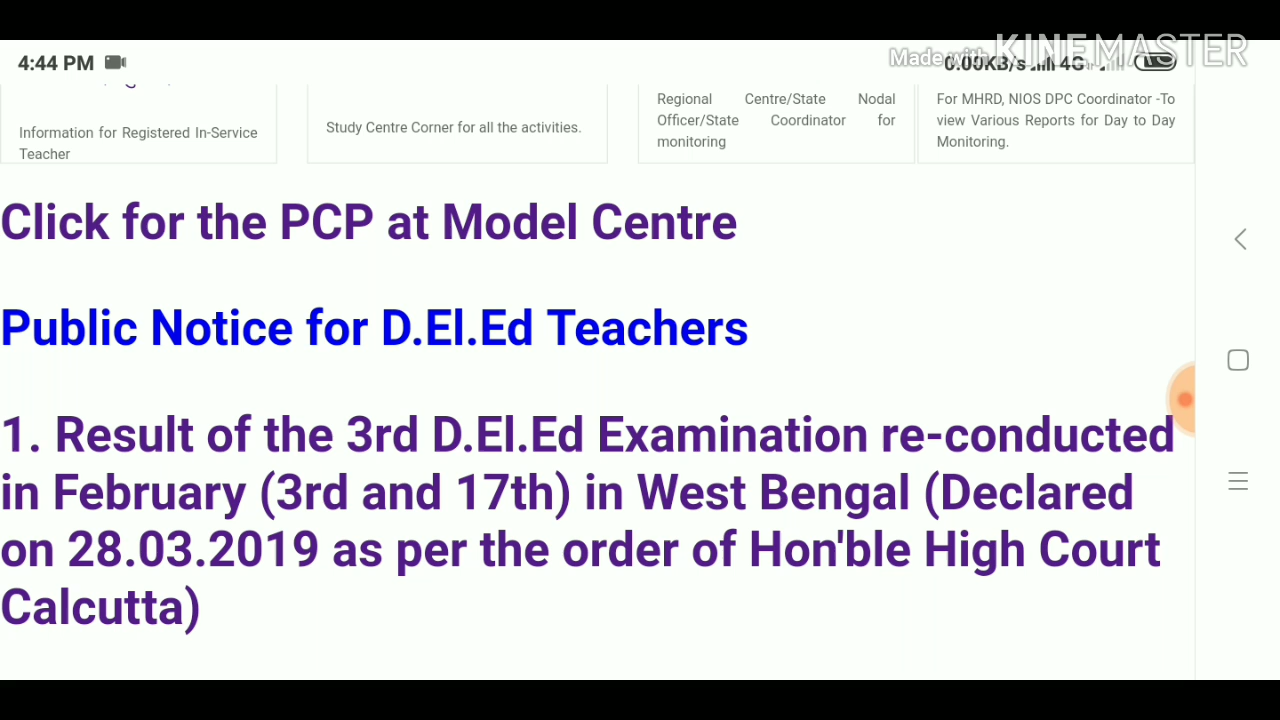 Made with KINEMASTER
4:44 PM 0.00KB/s 4G
Information for Registered In-Service
Teacher
Study Centre Corner for all the activities.
Regional Centre/State Nodal
Officer/State Coordinator for
monitoring
For MHRD, NIOS DPC Coordinator -To
view Various Reports for Day to Day
Monitoring.
Click for the PCP at Model Centre
Public Notice for D.El.Ed Teachers
1. Result of the 3rd D.El.Ed Examination re-conducted
in February (3rd and 17th) in West Bengal (Declared
on 28.03.2019 as per the order of Hon'ble High Court
Calcutta)